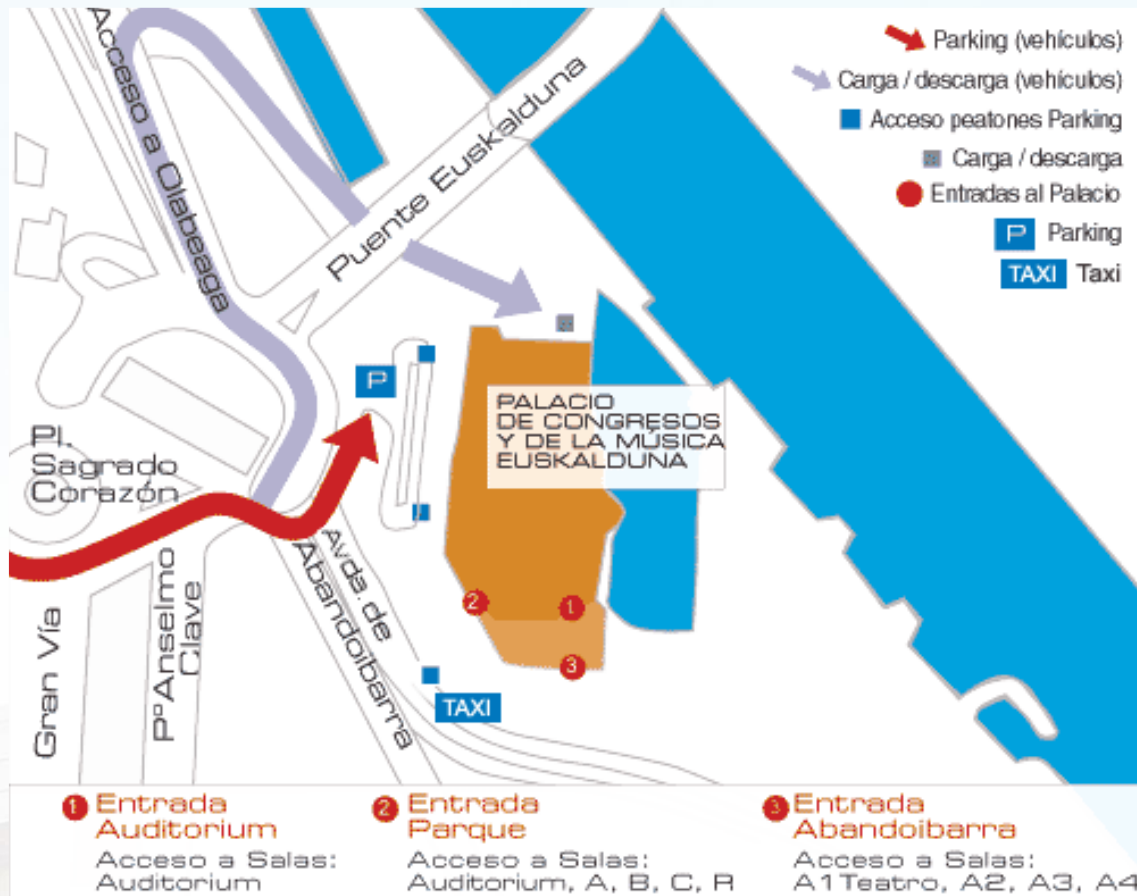 Parking (vehículos)
Carga / descarga (vehículos)
Acceso peatones Parking
Carga / descarga
Entradas al Palacio
P Parking
TAXI Taxi
Acceso a Olabeaga
Puente Euskalduna
P
PALACIO
DE CONGRESOS
Y DE LA MÚSICA
EUSKALDUNA
Pl.
Sagrado
Corazón
Gran Vía
Pº Anselmo
Clave
Avda. de
Abandoibarra
2
1
3
TAXI
1 Entrada
Auditorium
Acceso a Salas:
Auditorium
2 Entrada
Parque
Acceso a Salas:
Auditorium, A, B, C, R
3 Entrada
Abandoibarra
Acceso a Salas:
A1 Teatro, A2, A3, A4